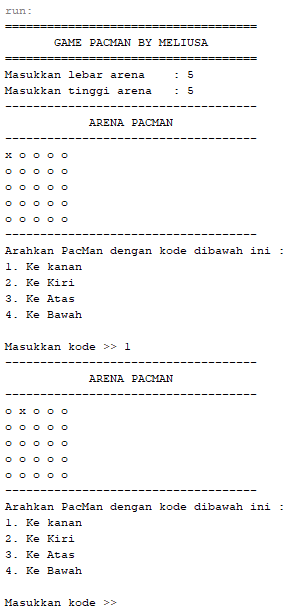 run:
====================================
GAME PACMAN BY MELIUSA
====================================
Masukkan lebar arena    : 5
Masukkan tinggi arena   : 5
------------------------------------
ARENA PACMAN
------------------------------------
x o o o o
o o o o o
o o o o o
o o o o o
o o o o o
------------------------------------
Arahkan PacMan dengan kode dibawah ini :
1. Ke kanan
2. Ke Kiri
3. Ke Atas
4. Ke Bawah
Masukkan kode >> 1
------------------------------------
ARENA PACMAN
------------------------------------
o x o o o
o o o o o
o o o o o
o o o o o
o o o o o
------------------------------------
Arahkan PacMan dengan kode dibawah ini :
1. Ke kanan
2. Ke Kiri
3. Ke Atas
4. Ke Bawah
Masukkan kode >>